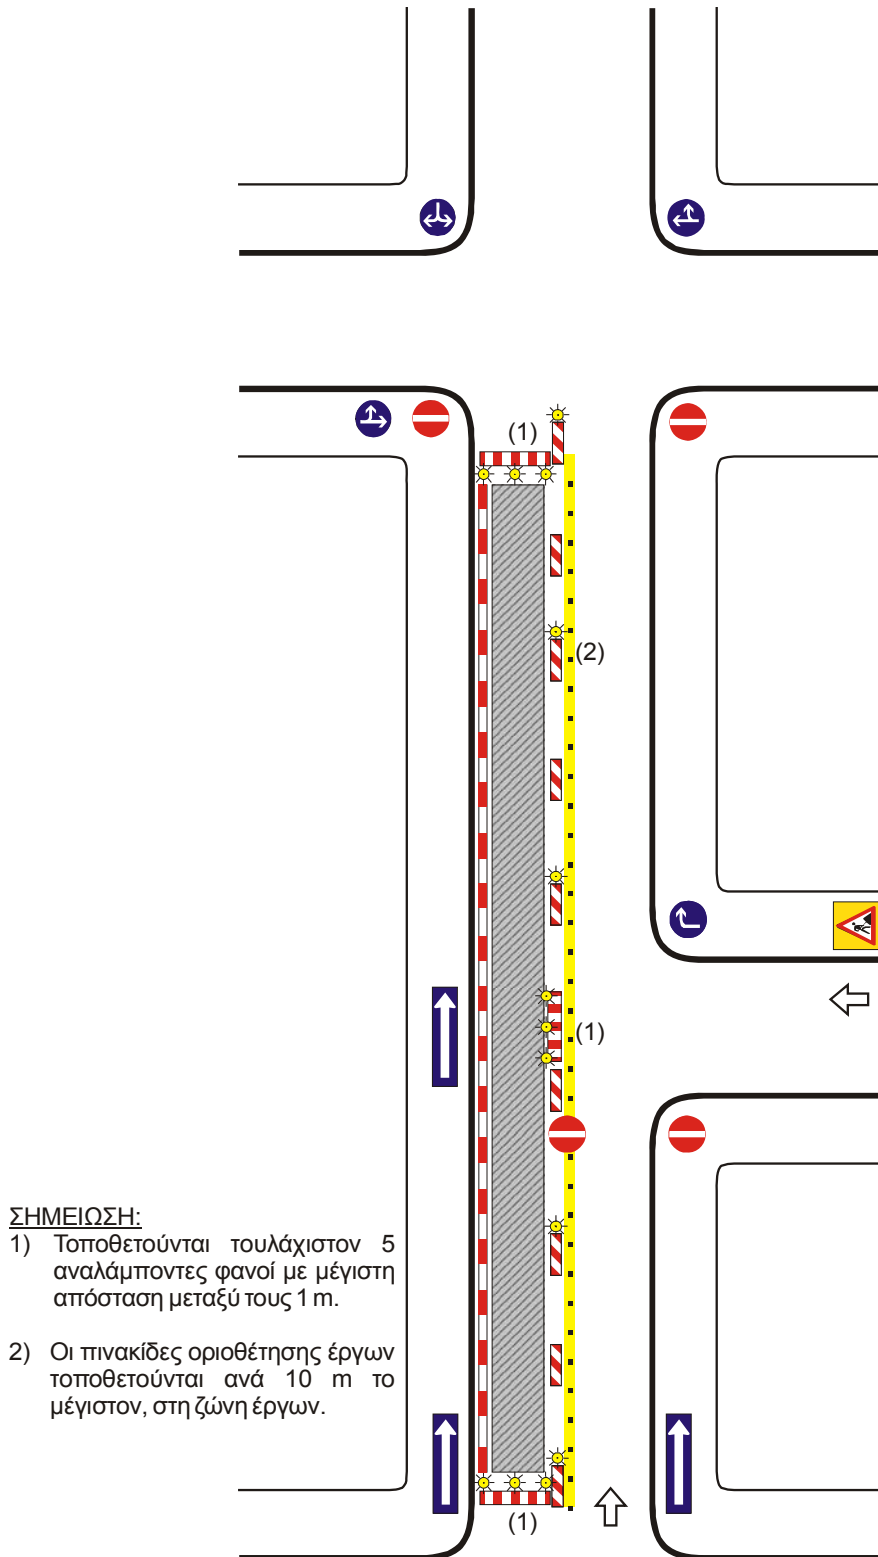 (1)
(2)
(1)
ΣΗΜΕΙΩΣΗ:
1) Τοποθετούνται τουλάχιστον 5
αναλάμποντες φανοί με μέγιστη
απόσταση μεταξύ τους 1 m.
2) Οι πινακίδες οριοθέτησης έργων
τοποθετούνται ανά 10 m το
μέγιστον, στη ζώνη έργων.
(1)